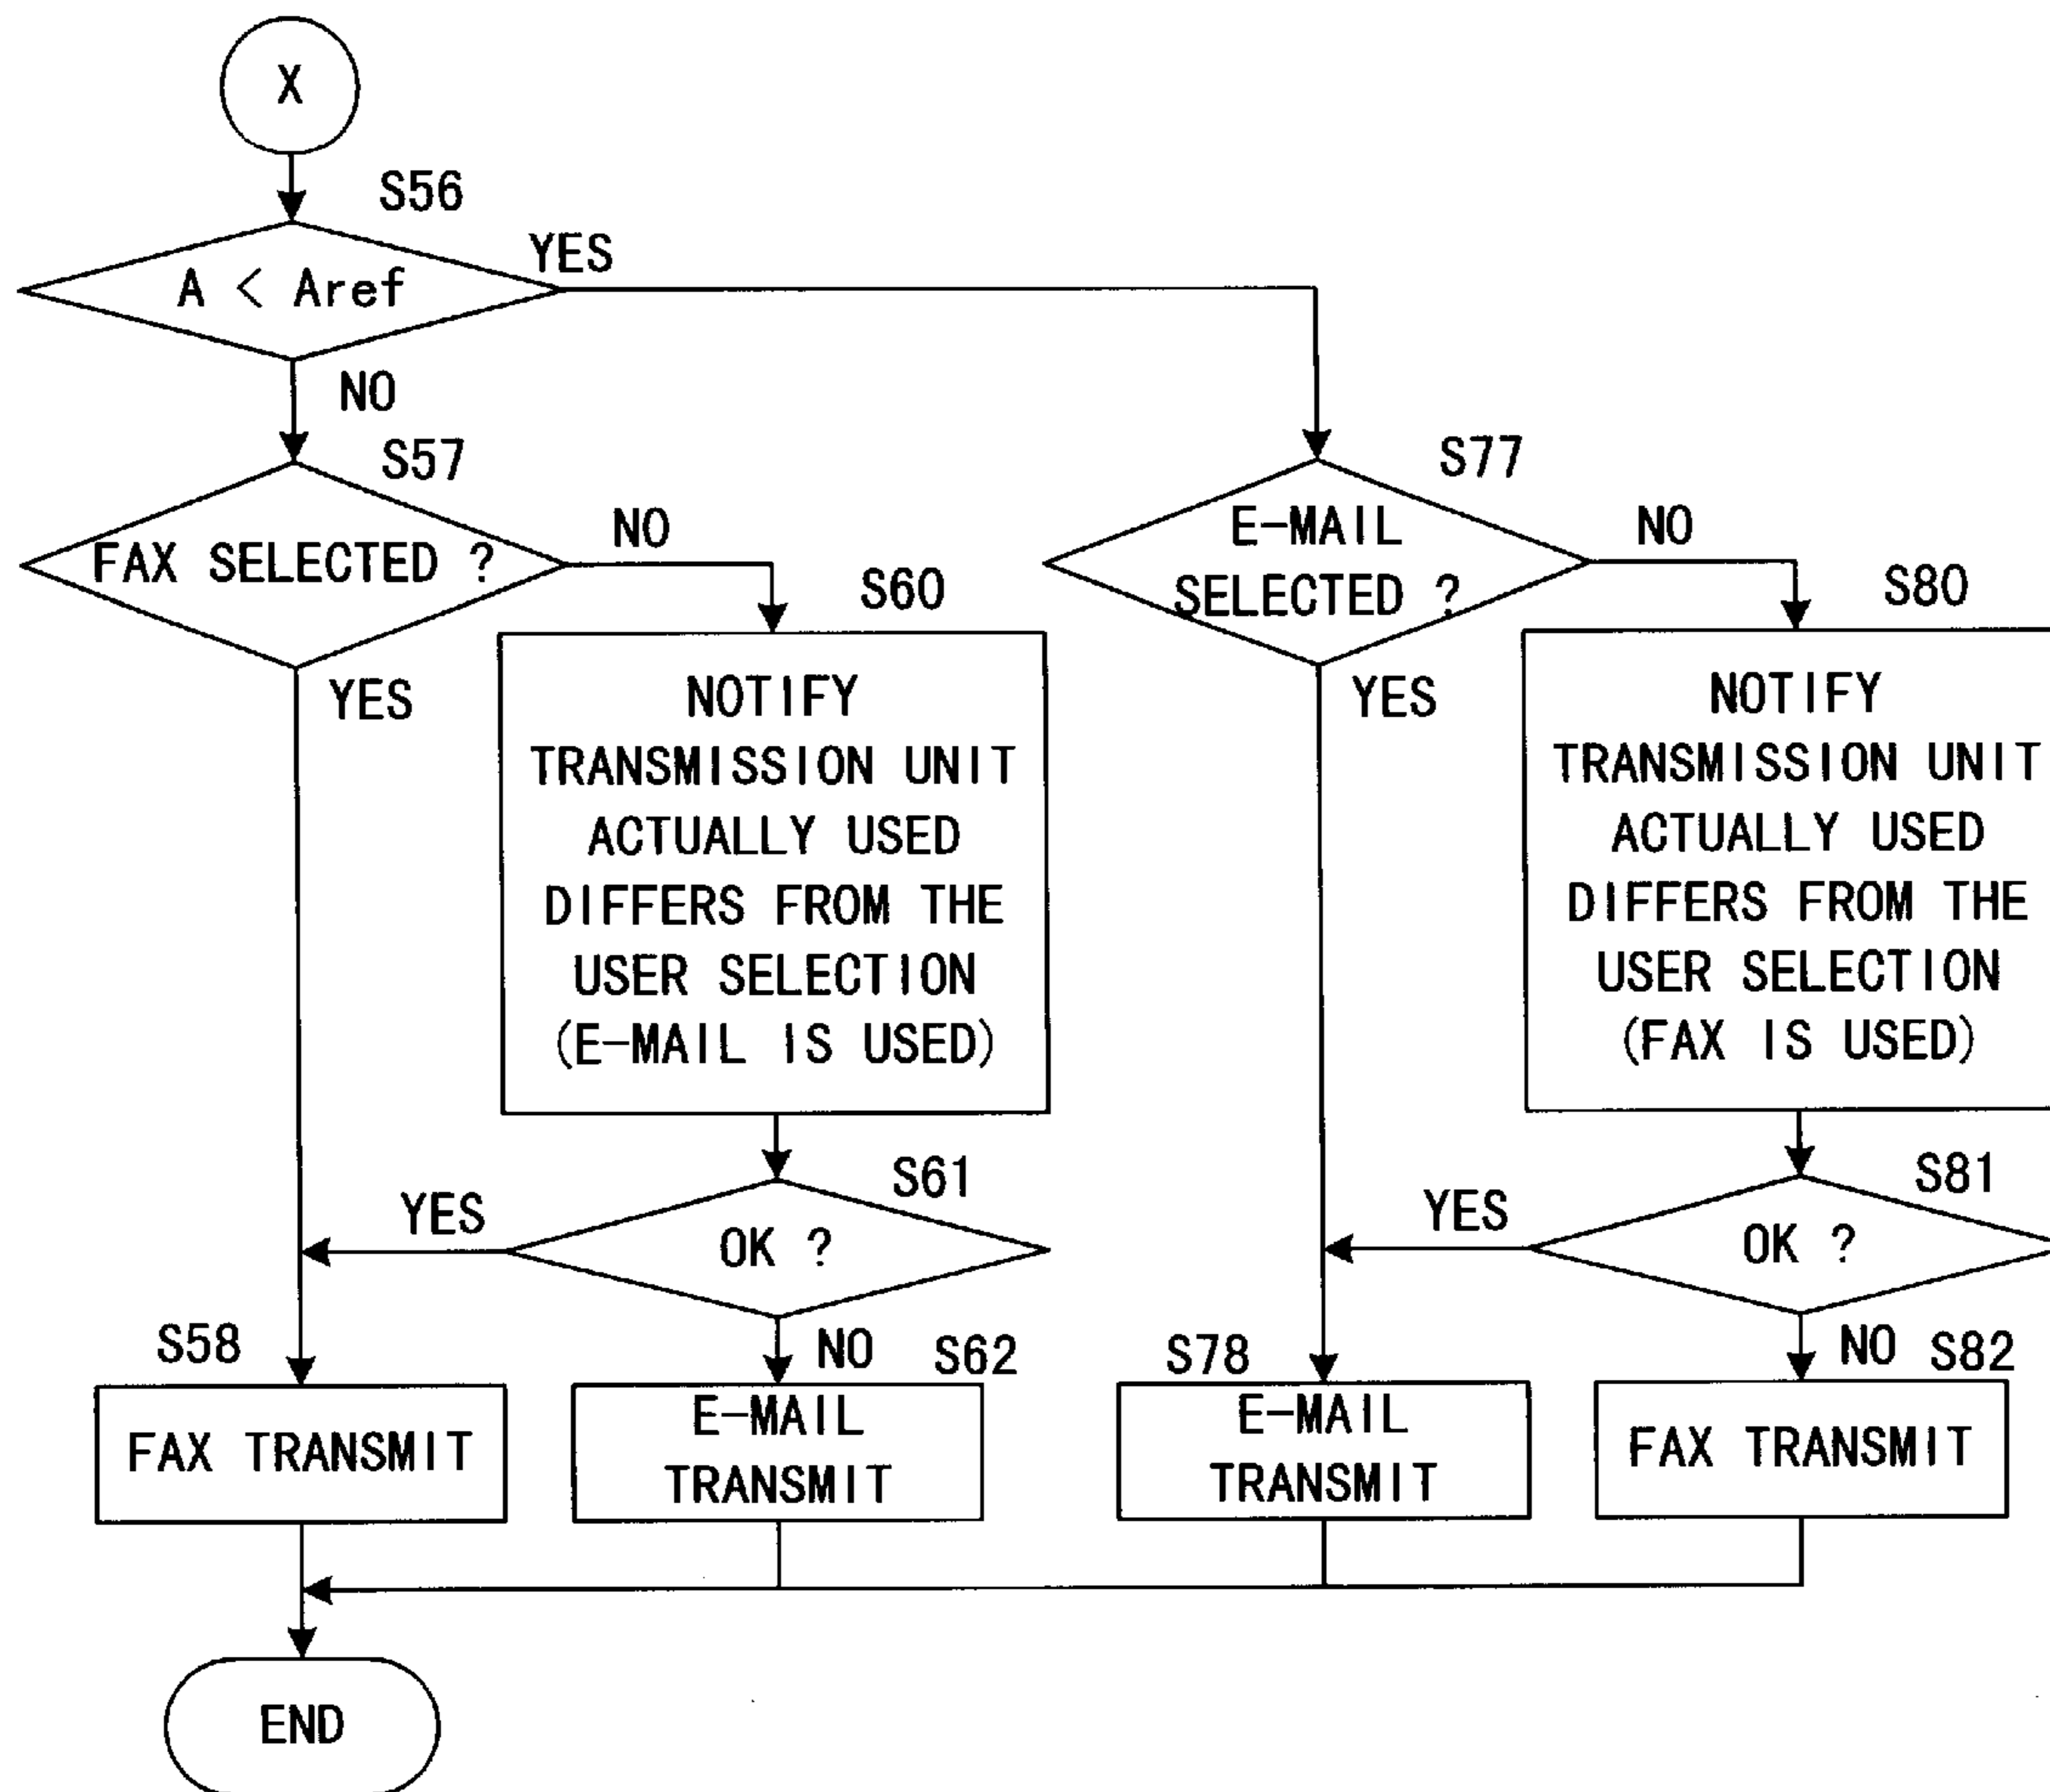 X
S56
A < Aref
YES
NO
S57
FAX SELECTED ?
NO
YES
S60
NOTIFY
TRANSMISSION UNIT
ACTUALLY USED
DIFFERS FROM THE
USER SELECTION
(E-MAIL IS USED)
S61
OK ?
YES
NO
S58
FAX TRANSMIT
S62
E-MAIL
TRANSMIT
S77
E-MAIL
SELECTED ?
NO
YES
S80
NOTIFY
TRANSMISSION UNIT
ACTUALLY USED
DIFFERS FROM THE
USER SELECTION
(FAX IS USED)
S81
OK ?
YES
NO
S78
E-MAIL
TRANSMIT
S82
FAX TRANSMIT
END